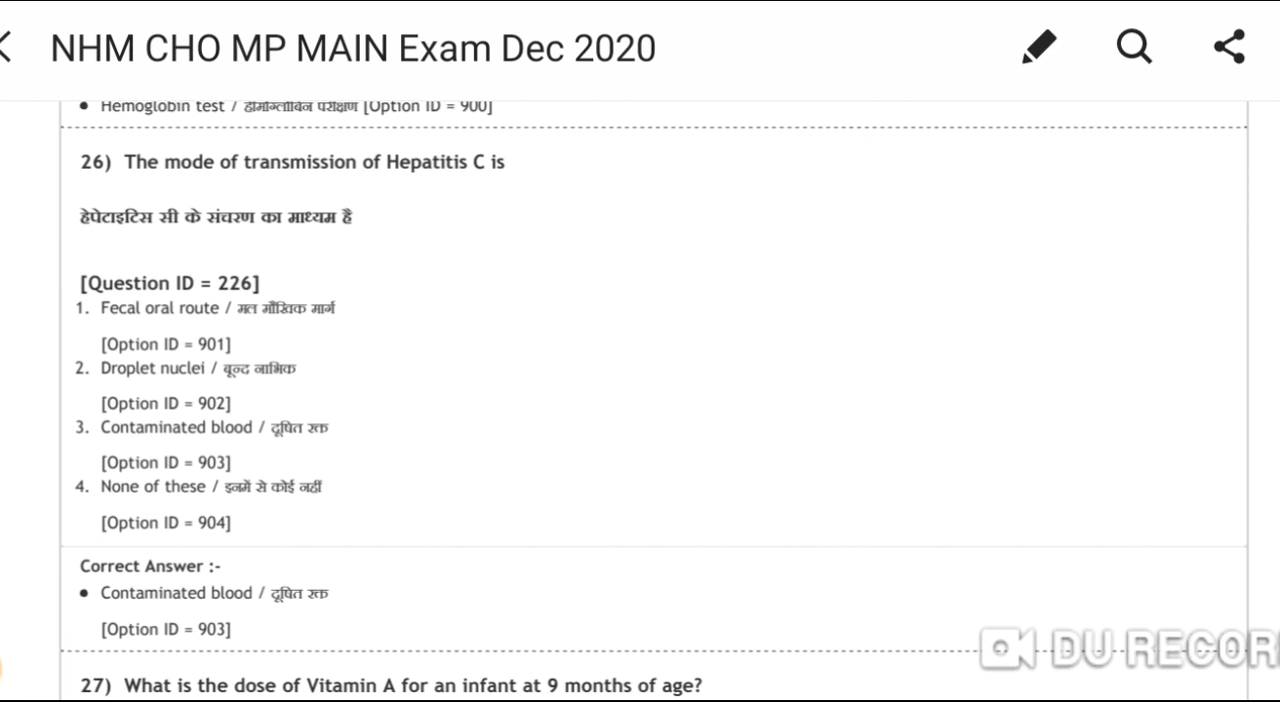 NHM CHO MP MAIN Exam Dec 2020
• Hemoglobin test / हीमोग्लोबिन परीक्षण [Option ID = 900]
26) The mode of transmission of Hepatitis C is
हेपेटाइटिस सी के संचरण का माध्यम है
[Question ID = 226]
1. Fecal oral route / मल मौखिक मार्ग
[Option ID = 901]
2. Droplet nuclei / बून्द नाभिक
[Option ID = 902]
3. Contaminated blood / दूषित रक्त
[Option ID = 903]
4. None of these / इनमें से कोई नहीं
[Option ID = 904]
Correct Answer :-
• Contaminated blood / दूषित रक्त
[Option ID = 903]
DU RECOR
27) What is the dose of Vitamin A for an infant at 9 months of age?